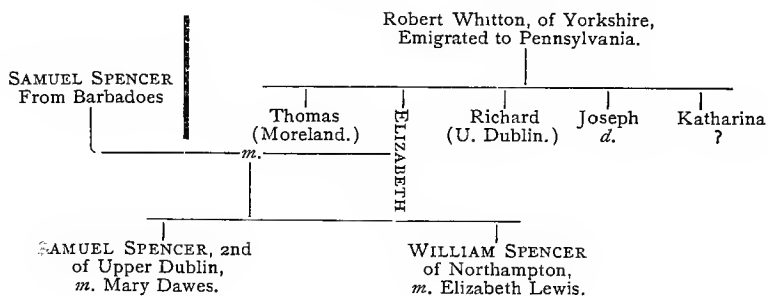 Robert Whitton, of Yorkshire,
Emigrated to Pennsylvania.
SAMUEL SPENCER
From Barbadoes
Thomas
(Moreland.)
ELIZABETH
Richard
(U. Dublin.)
Joseph
d.
Katharina
?
m.
SAMUEL SPENCER, 2nd
of Upper Dublin,
m. Mary Dawes.
WILLIAM SPENCER
of Northampton,
m. Elizabeth Lewis.